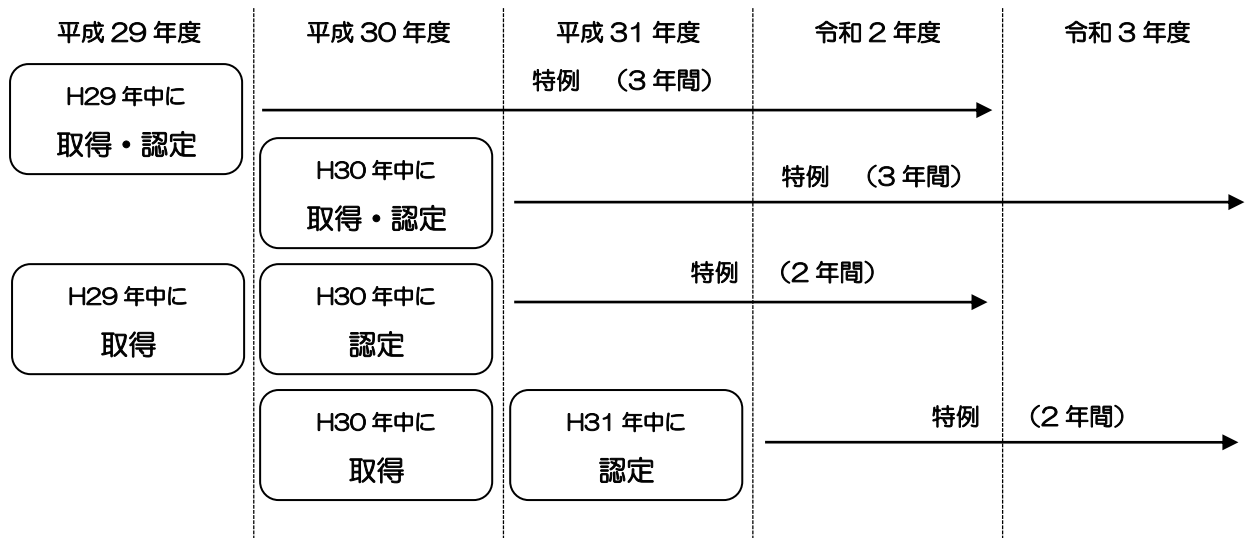 平成 29 年度 平成 30 年度 平成 31 年度 令和 2 年度 令和 3 年度
特例 （3 年間）
H29 年中に
取得・認定
H30 年中に
取得・認定
特例 （3 年間）
H29 年中に
取得
H30 年中に
認定
特例 （2 年間）
H30 年中に
取得
H31 年中に
認定
特例 （2 年間）